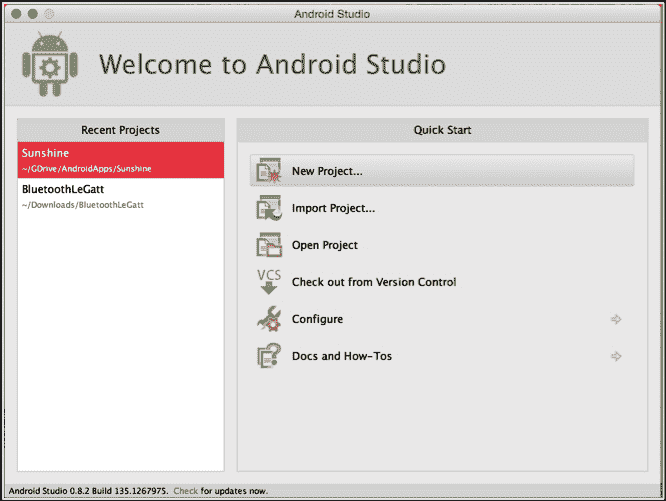 Android Studio
Welcome to Android Studio
Recent Projects
Sunshine
~/GDrive/AndroidApps/Sunshine
BluetoothLeGatt
~/Downloads/BluetoothLeGatt
Quick Start
New Project...
Import Project...
Open Project
VCS
Check out from Version Control
Configure
Docs and How-Tos
Android Studio 0.8.2 Build 135.1267975. Check for updates now.